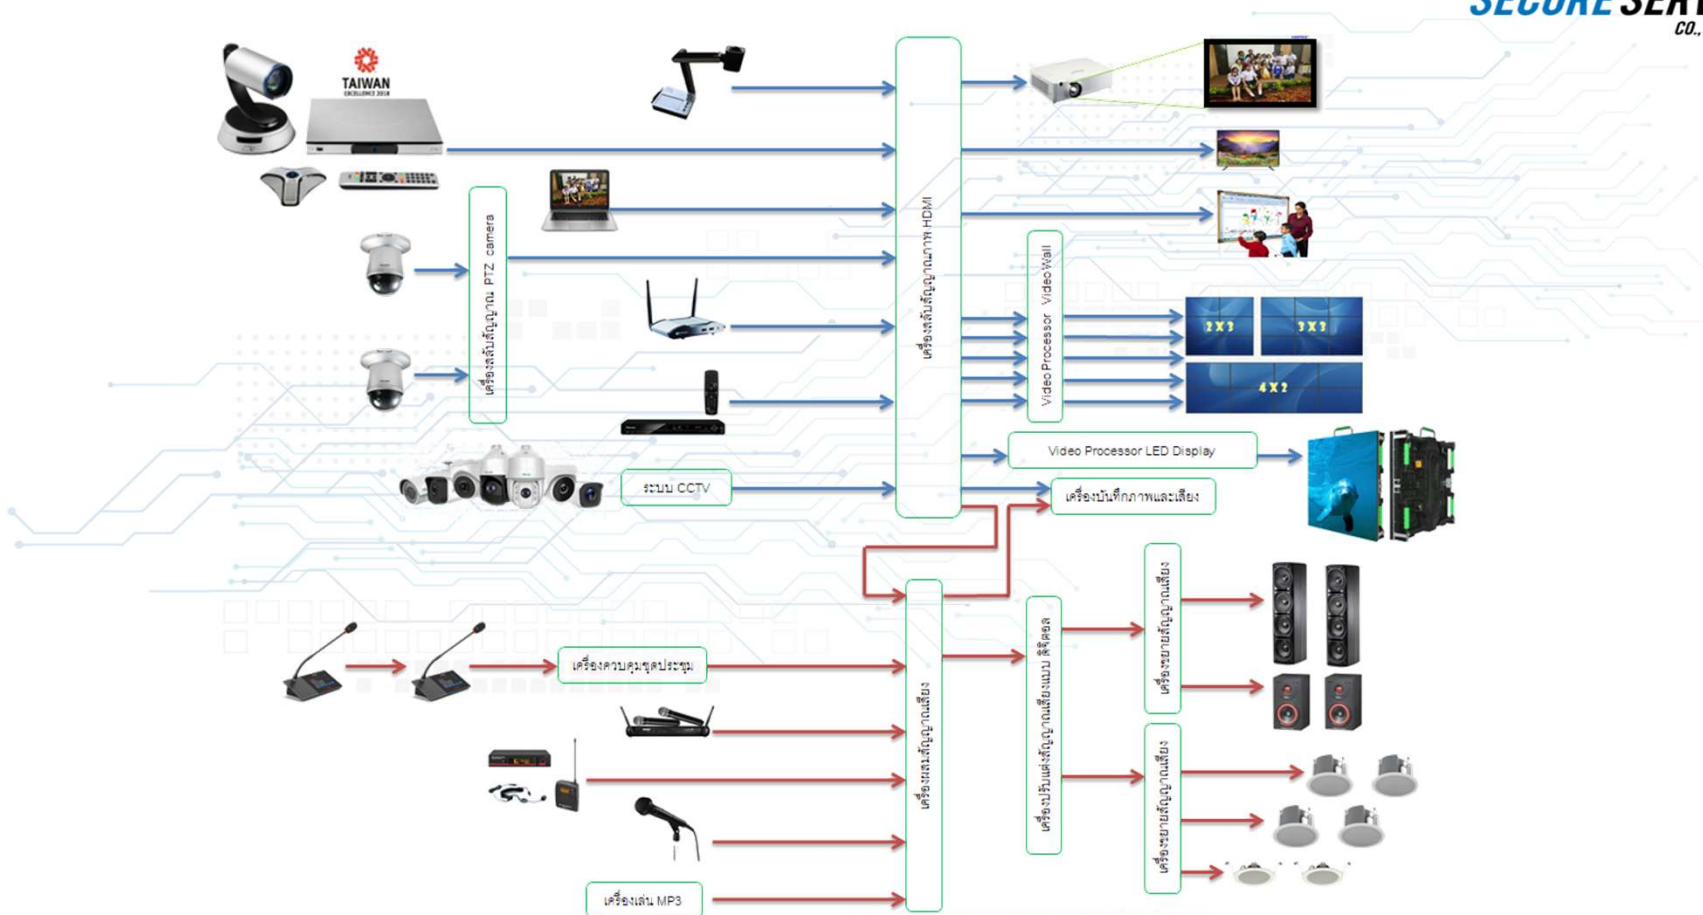 SECURE SERV
CO.,
TAIWAN
EXCELLENCE 2018
เครื่องสลับสัญญาณ PTZ camera
เครื่องสลับสัญญาณภาพ HDMI
Video Processor Video Wall
2 X 3
3 X 3
4 X 2
Video Processor LED Display
ระบบ CCTV
เครื่องบันทึกภาพและเสียง
เครื่องควบคุมชุดประชุม
เครื่องผสมสัญญาณเสียง
เครื่องปรับแต่งสัญญาณเสียงแบบ ดิจิตอล
เครื่องขยายสัญญาณเสียง
เครื่องขยายสัญญาณเสียง
เครื่องเล่น MP3